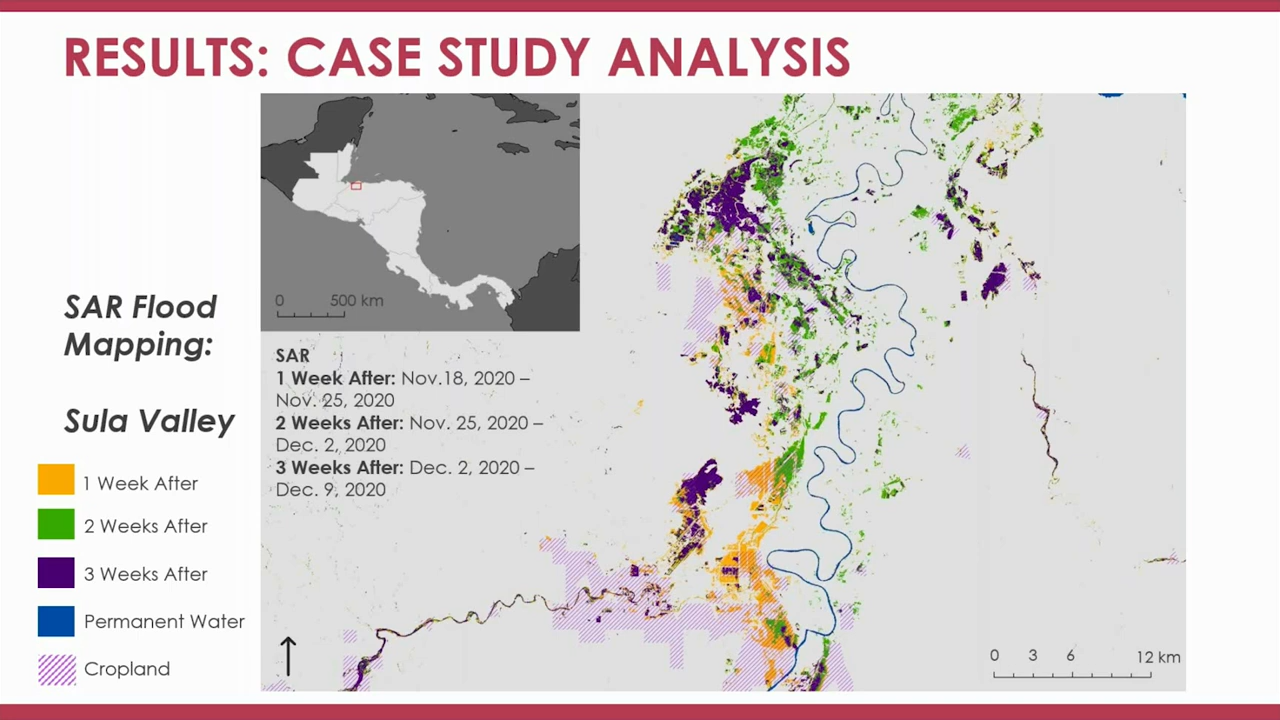 RESULTS: CASE STUDY ANALYSIS
0 500 km
SAR Flood
Mapping:
Sula Valley
SAR
1 Week After: Nov.18, 2020 –
Nov. 25, 2020
2 Weeks After: Nov. 25, 2020 –
Dec. 2, 2020
3 Weeks After: Dec. 2, 2020 –
Dec. 9, 2020
1 Week After
2 Weeks After
3 Weeks After
Permanent Water
Cropland
0 3 6 12 km